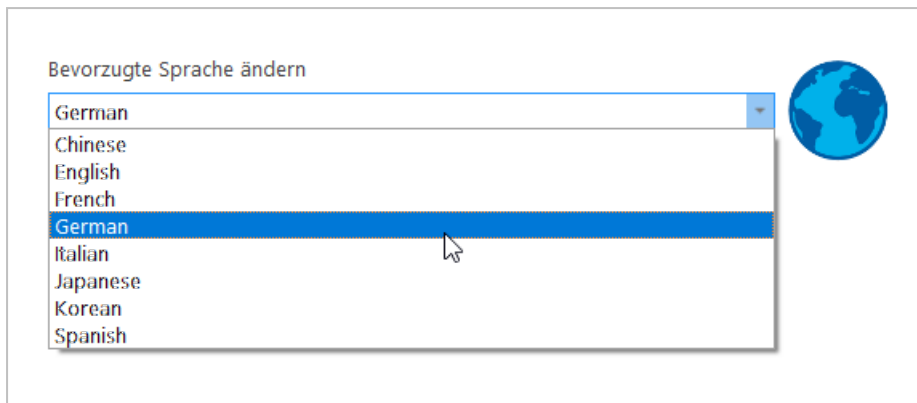 Bevorzugte Sprache ändern
German
Chinese
English
French
German
Italian
Japanese
Korean
Spanish